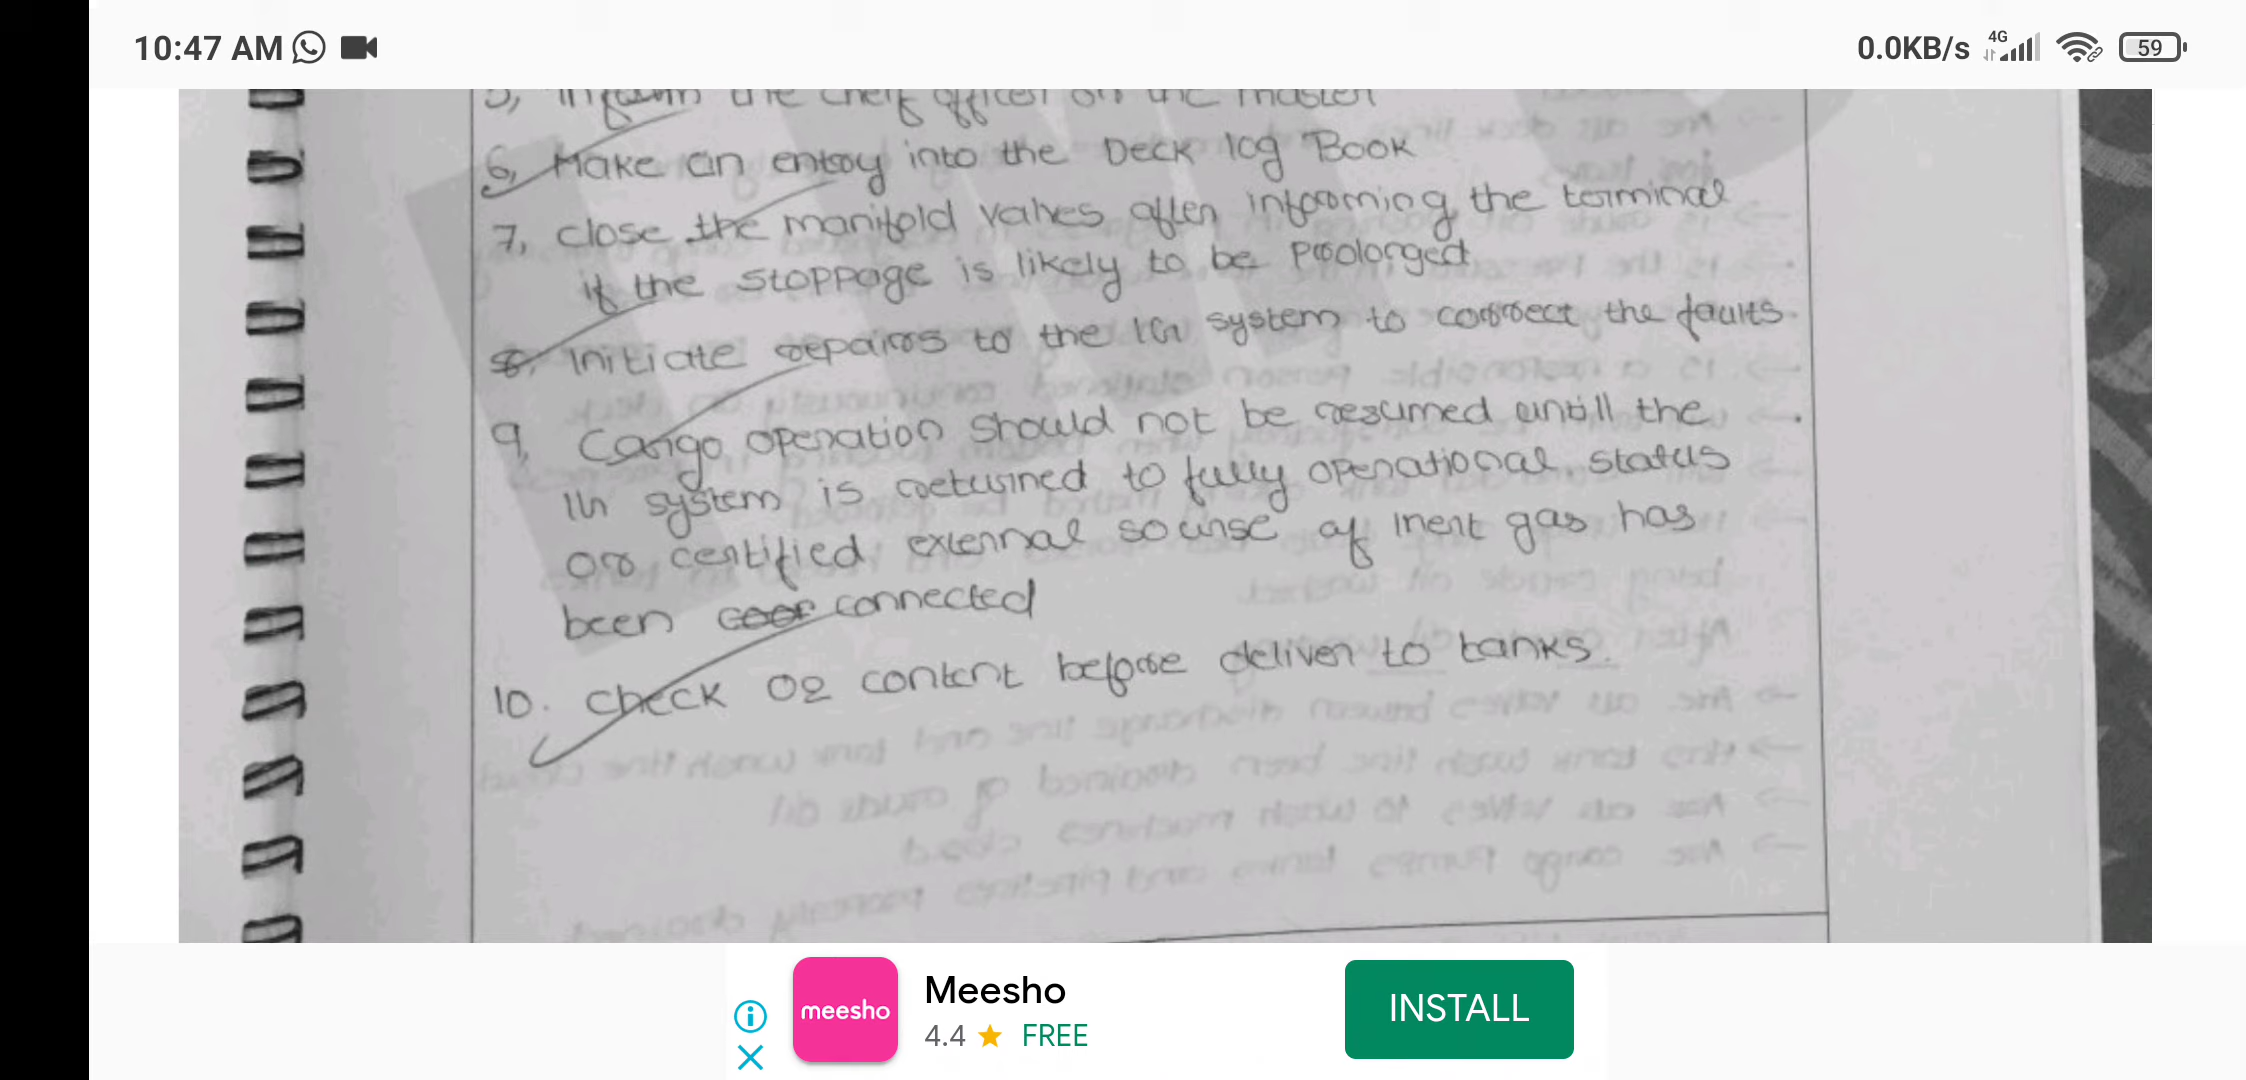 10:47 AM
0.0KB/s 4G 59
5, Inform the cheif officer or the master
6, Make an entry into the Deck log Book
7, close the manifold valves after informing the terminal
if the stoppage is likely to be prolonged
8, Initiate repairs to the IG system to correct the faults
9, Cargo operation should not be resumed untill the
IG system is returned to fully operational status
or certified external sourse of inert gas has
been connected
10. check O2 content before deliver to tanks.
meesho
Meesho
4.4 ★ FREE
INSTALL